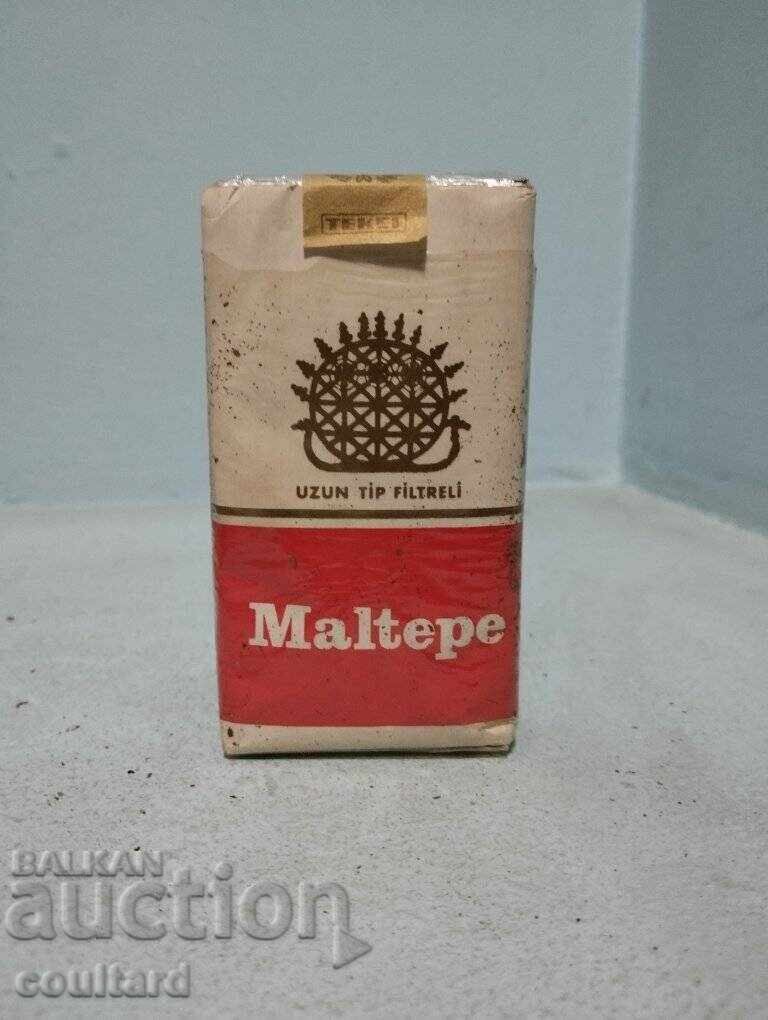 TEKEL
UZUN TİP FİLTRELİ
Maltepe
BALKAN
auction
coultard